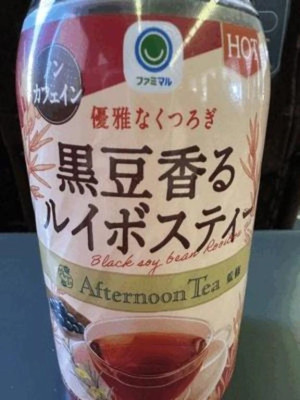 ファミマル
HOT
ノン
カフェイン
優雅なくつろぎ
黒豆香る
ルイボスティー
Black soy bean Rooi
Afternoon Tea 監修